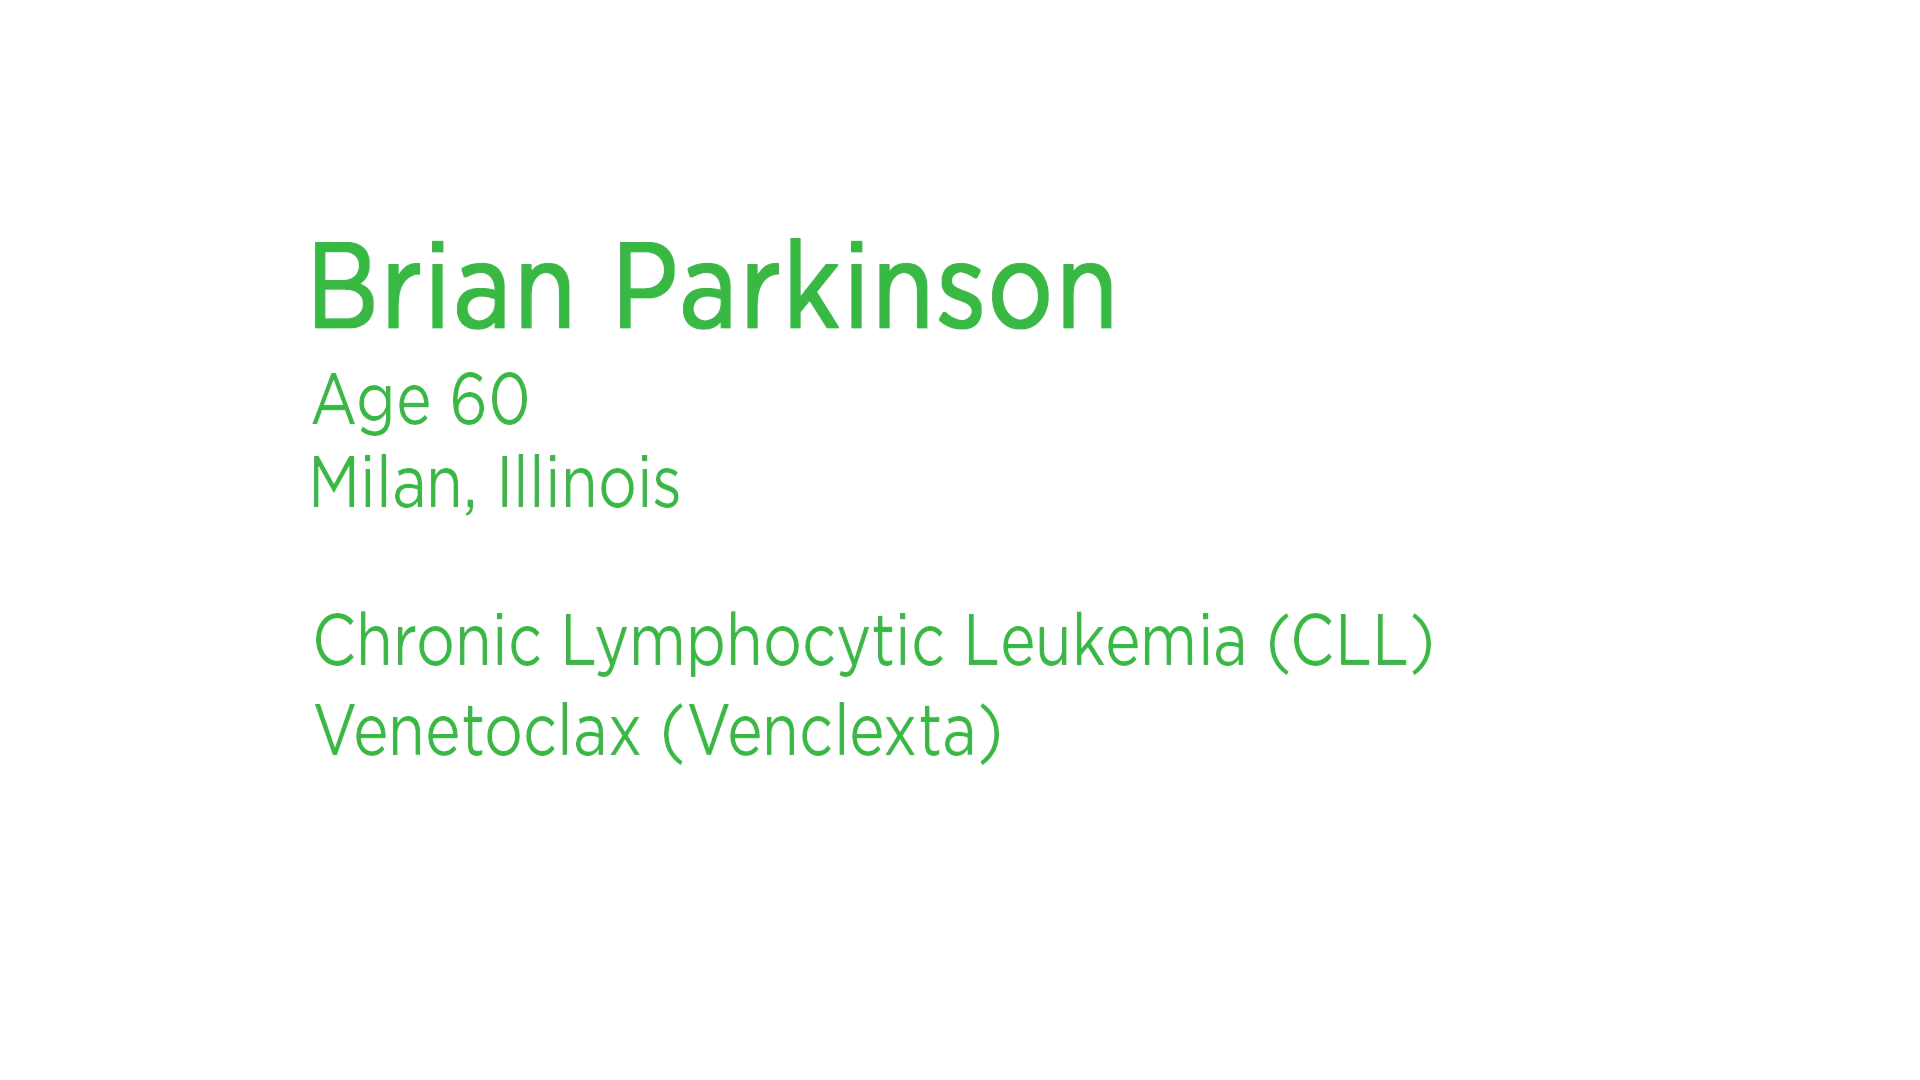 Brian Parkinson
Age 60
Milan, Illinois
Chronic Lymphocytic Leukemia (CLL)
Venetoclax (Venclexta)